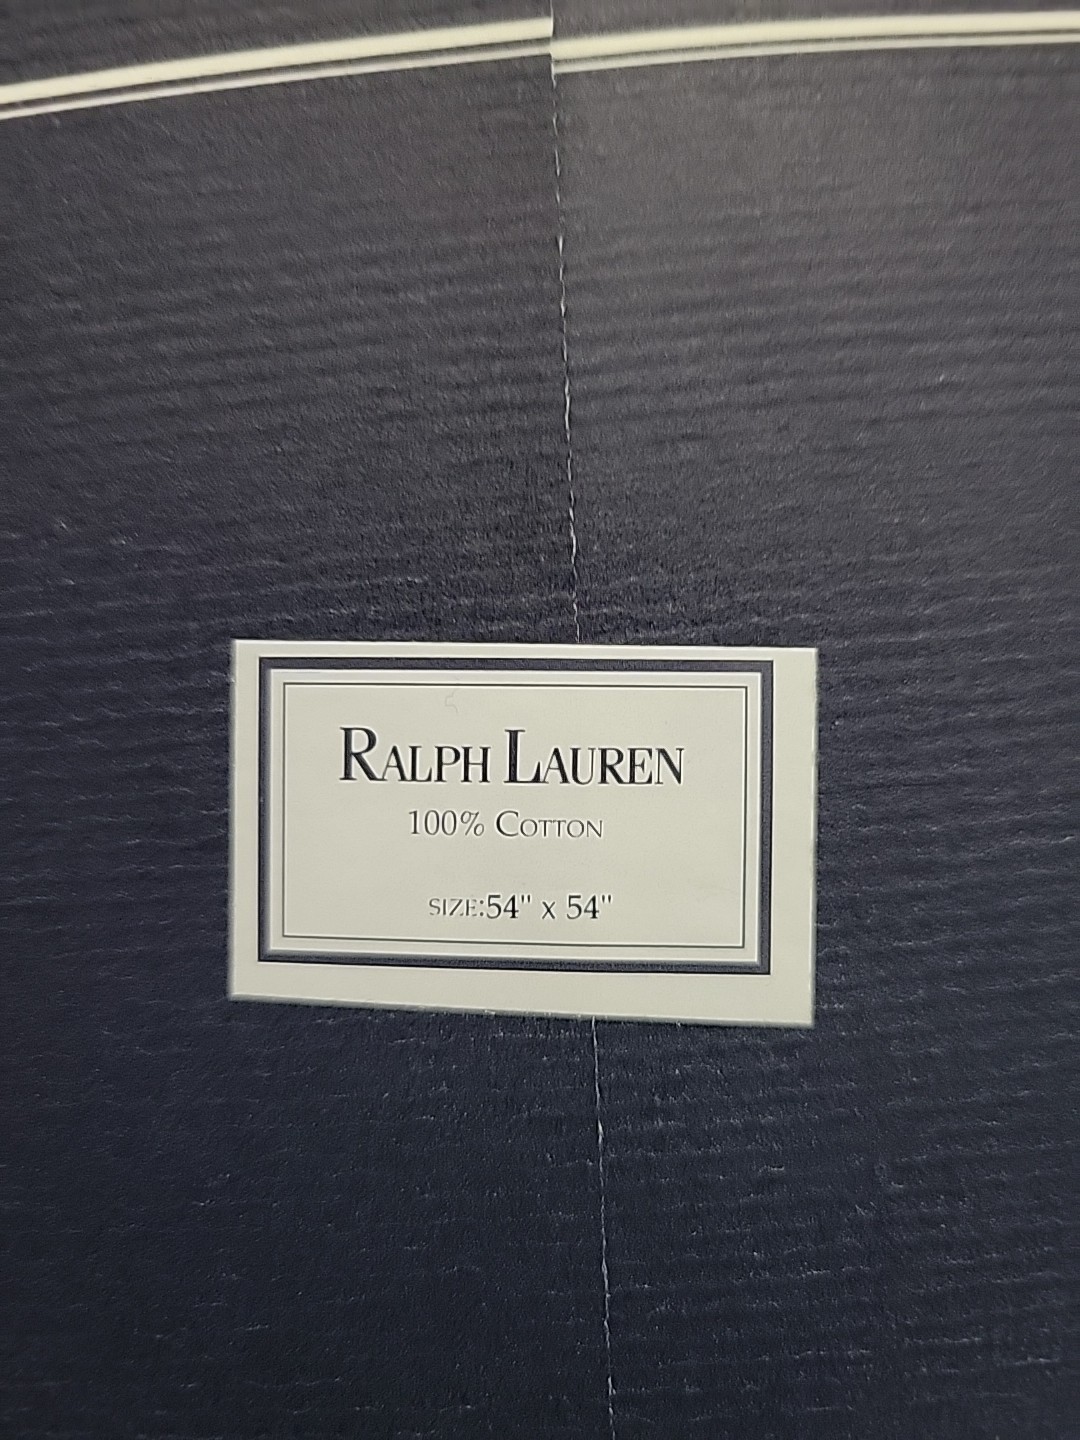 RALPH LAUREN
100% COTTON
SIZE:54" x 54"